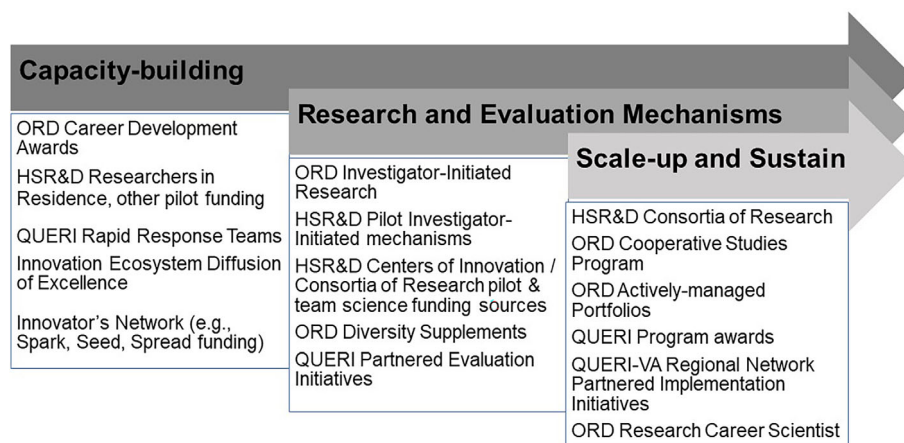 Capacity-building
ORD Career Development
Awards
HSR&D Researchers in
Residence, other pilot funding
QUERI Rapid Response Teams
Innovation Ecosystem Diffusion
of Excellence
Innovator's Network (e.g.,
Spark, Seed, Spread funding)
Research and Evaluation Mechanisms
ORD Investigator-Initiated
Research
HSR&D Pilot Investigator-
Initiated mechanisms
HSR&D Centers of Innovation /
Consortia of Research pilot &
team science funding sources
ORD Diversity Supplements
QUERI Partnered Evaluation
Initiatives
Scale-up and Sustain
HSR&D Consortia of Research
ORD Cooperative Studies
Program
ORD Actively-managed
Portfolios
QUERI Program awards
QUERI-VA Regional Network
Partnered Implementation
Initiatives
ORD Research Career Scientist